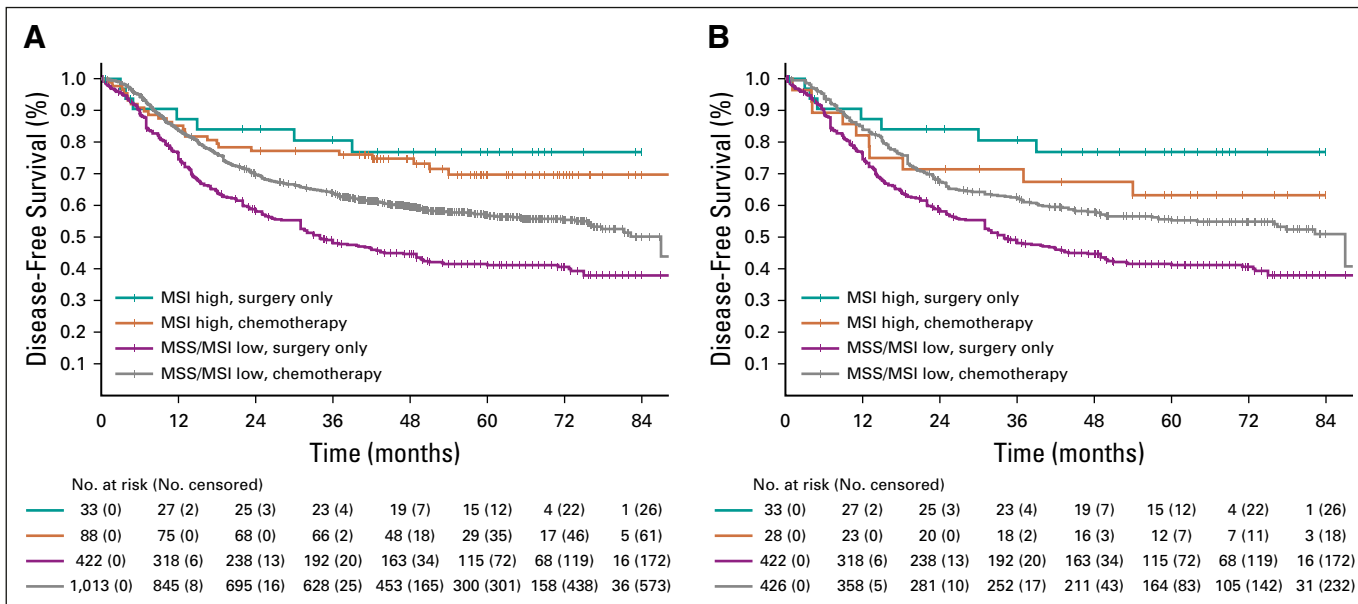 A
Disease-Free Survival (%)
1.0
0.9
0.8
0.7
0.6
0.5
0.4
0.3
0.2
0.1
MSI high, surgery only
MSI high, chemotherapy
MSS/MSI low, surgery only
MSS/MSI low, chemotherapy
0 12 24 36 48 60 72 84
Time (months)
No. at risk (No. censored)
33 (0) 27 (2) 25 (3) 23 (4) 19 (7) 15 (12) 4 (22) 1 (26)
88 (0) 75 (0) 68 (0) 66 (2) 48 (18) 29 (35) 17 (46) 5 (61)
422 (0) 318 (6) 238 (13) 192 (20) 163 (34) 115 (72) 68 (119) 16 (172)
1,013 (0) 845 (8) 695 (16) 628 (25) 453 (165) 300 (301) 158 (438) 36 (573)
B
Disease-Free Survival (%)
1.0
0.9
0.8
0.7
0.6
0.5
0.4
0.3
0.2
0.1
MSI high, surgery only
MSI high, chemotherapy
MSS/MSI low, surgery only
MSS/MSI low, chemotherapy
0 12 24 36 48 60 72 84
Time (months)
No. at risk (No. censored)
33 (0) 27 (2) 25 (3) 23 (4) 19 (7) 15 (12) 4 (22) 1 (26)
28 (0) 23 (0) 20 (0) 18 (2) 16 (3) 12 (7) 7 (11) 3 (18)
422 (0) 318 (6) 238 (13) 192 (20) 163 (34) 115 (72) 68 (119) 16 (172)
426 (0) 358 (5) 281 (10) 252 (17) 211 (43) 164 (83) 105 (142) 31 (232)